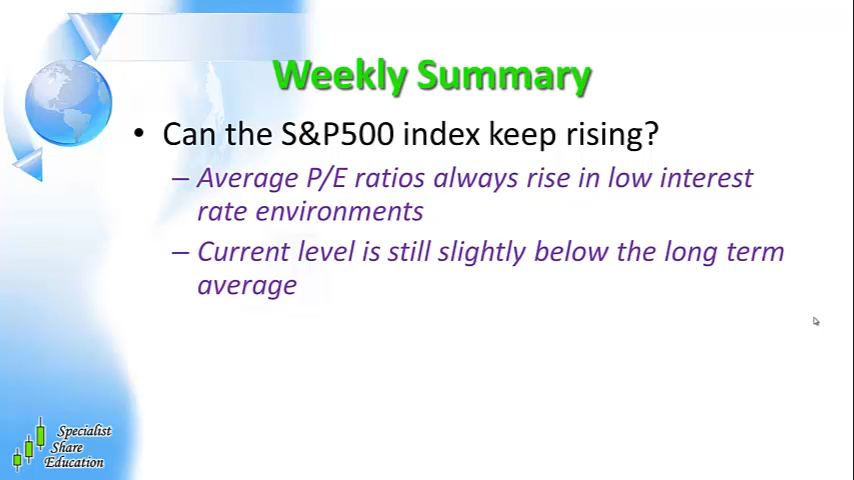 Weekly Summary
• Can the S&P500 index keep rising?
– Average P/E ratios always rise in low interest
rate environments
– Current level is still slightly below the long term
average
Specialist
Share
Education